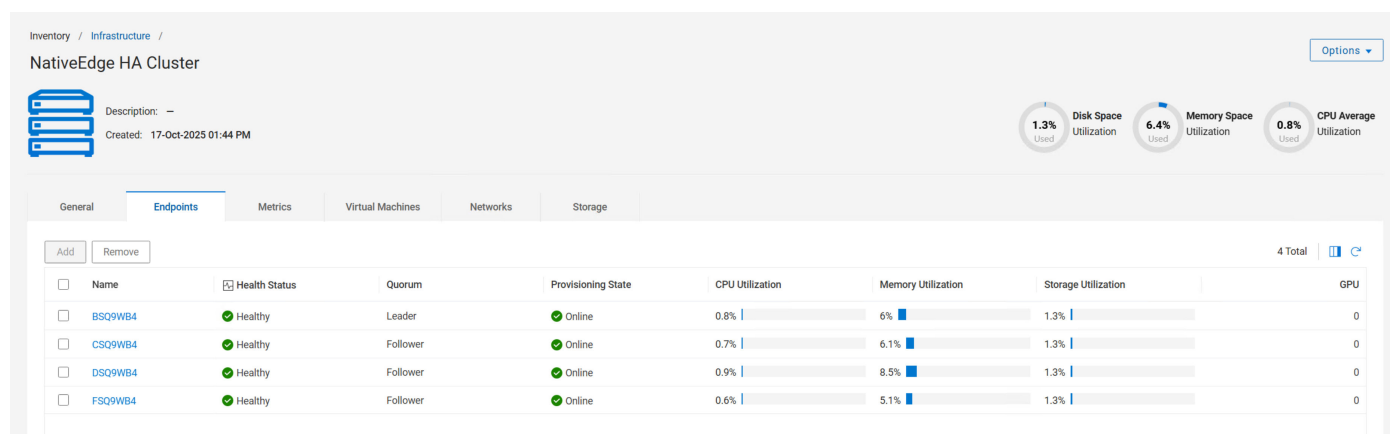 Inventory / Infrastructure /
NativeEdge HA Cluster
Options
Description: –
Created: 17-Oct-2025 01:44 PM
1.3% Used Disk Space Utilization
6.4% Used Memory Space Utilization
0.8% Used CPU Average Utilization
General Endpoints Metrics Virtual Machines Networks Storage
Add Remove 4 Total
Name Health Status Quorum Provisioning State CPU Utilization Memory Utilization Storage Utilization GPU
BSQ9WB4 Healthy Leader Online 0.8% 6% 1.3% 0
CSQ9WB4 Healthy Follower Online 0.7% 6.1% 1.3% 0
DSQ9WB4 Healthy Follower Online 0.9% 8.5% 1.3% 0
FSQ9WB4 Healthy Follower Online 0.6% 5.1% 1.3% 0